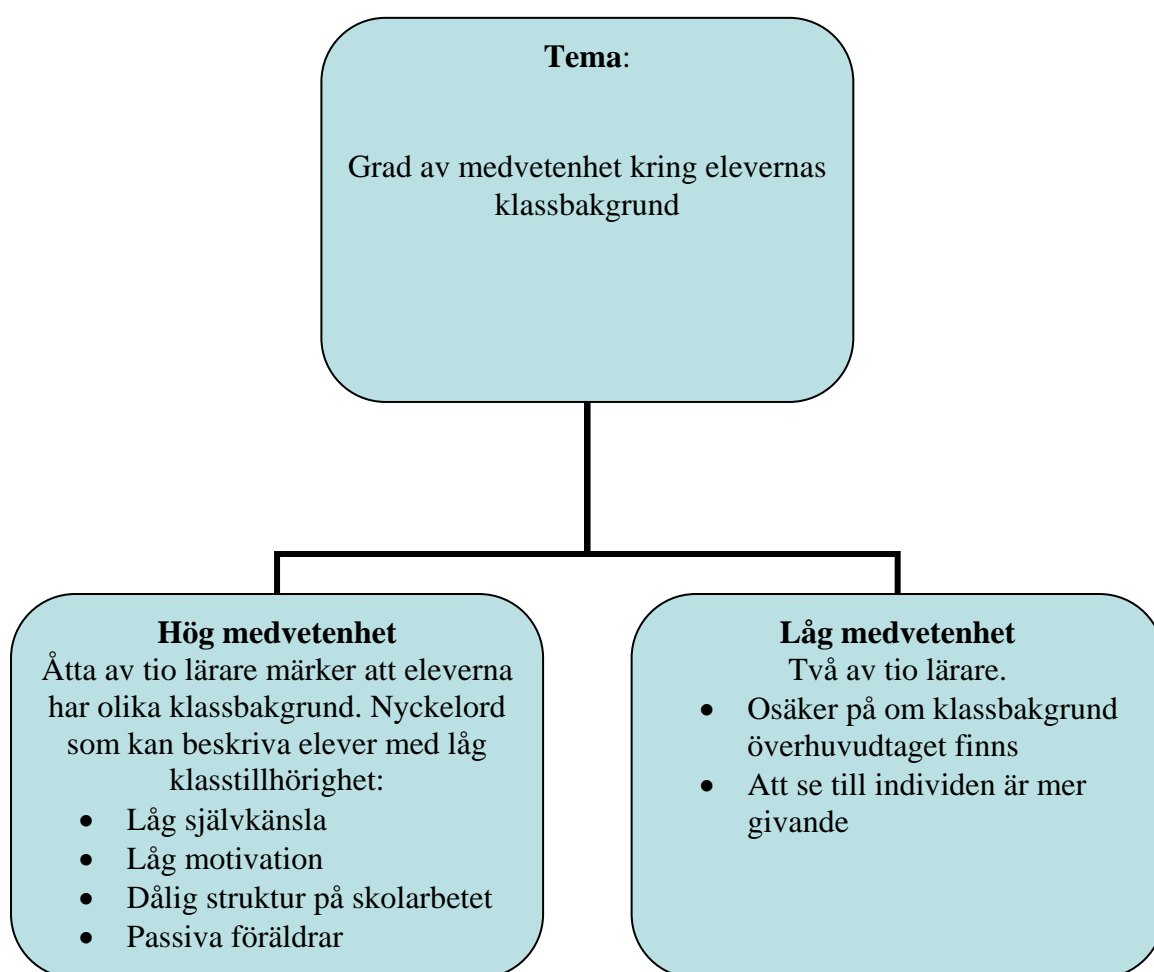 Tema:
Grad av medvetenhet kring elevernas
klassbakgrund
Hög medvetenhet
Åtta av tio lärare märker att eleverna
har olika klassbakgrund. Nyckelord
som kan beskriva elever med låg
klasstillhörighet:
• Låg självkänsla
• Låg motivation
• Dålig struktur på skolarbetet
• Passiva föräldrar
Låg medvetenhet
Två av tio lärare.
• Osäker på om klassbakgrund
överhuvudtaget finns
• Att se till individen är mer
givande